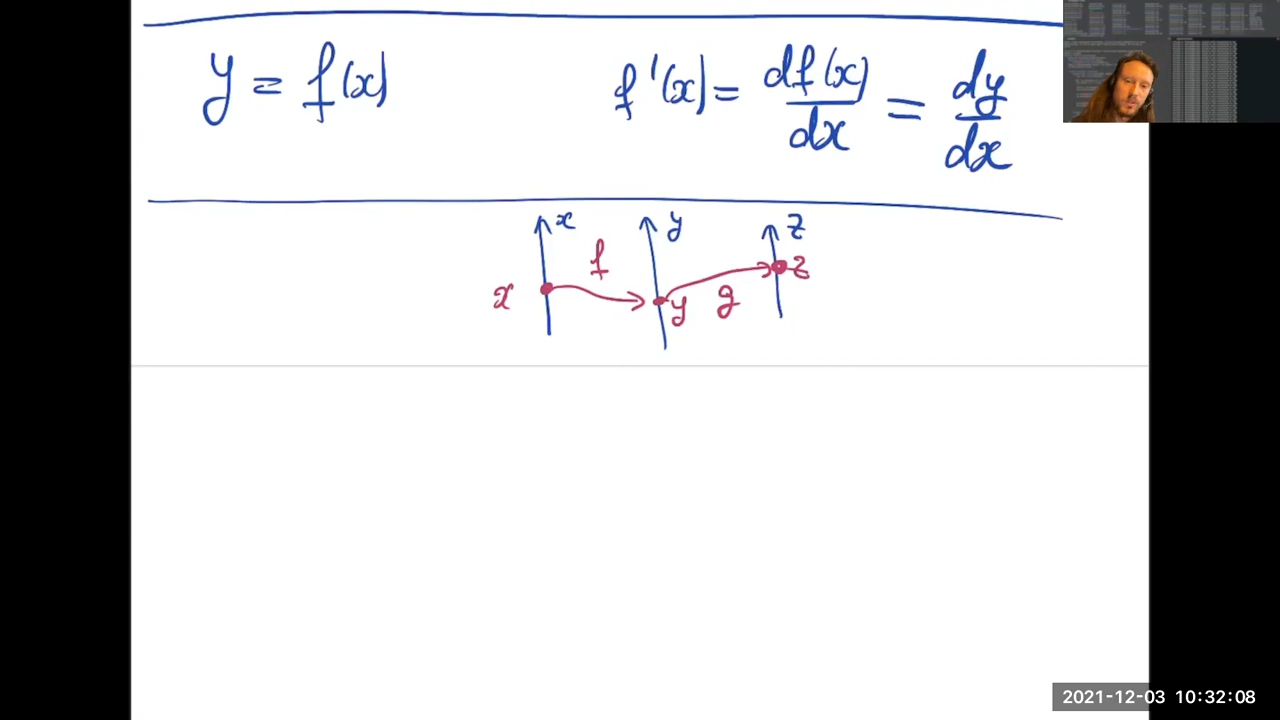 y = f(x) f'(x) = df(x)/dx = dy/dx
x y z
f
x y g z
2021-12-03 10:32:08